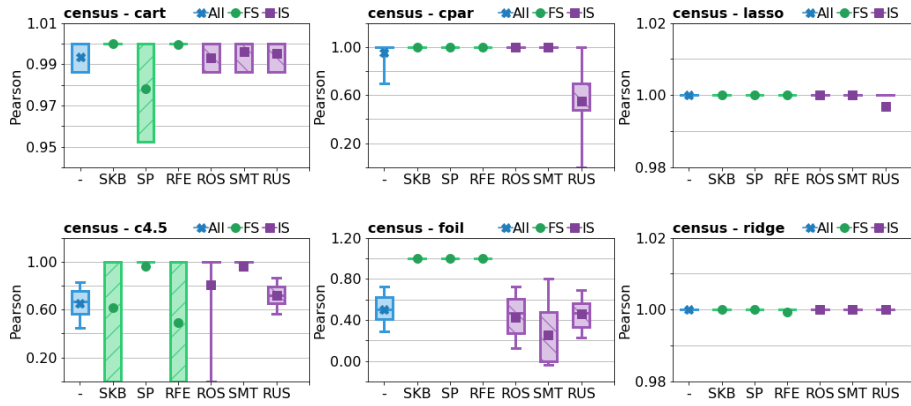 census - cart
All FS IS
Pearson
1.01
0.99
0.97
0.95
- SKB SP RFE ROS SMT RUS
census - cpar
All FS IS
Pearson
1.00
0.60
0.20
- SKB SP RFE ROS SMT RUS
census - lasso
All FS IS
Pearson
1.02
1.00
0.98
- SKB SP RFE ROS SMT RUS
census - c4.5
All FS IS
Pearson
1.00
0.60
0.20
- SKB SP RFE ROS SMT RUS
census - foil
All FS IS
Pearson
1.20
0.80
0.40
0.00
- SKB SP RFE ROS SMT RUS
census - ridge
All FS IS
Pearson
1.02
1.00
0.98
- SKB SP RFE ROS SMT RUS